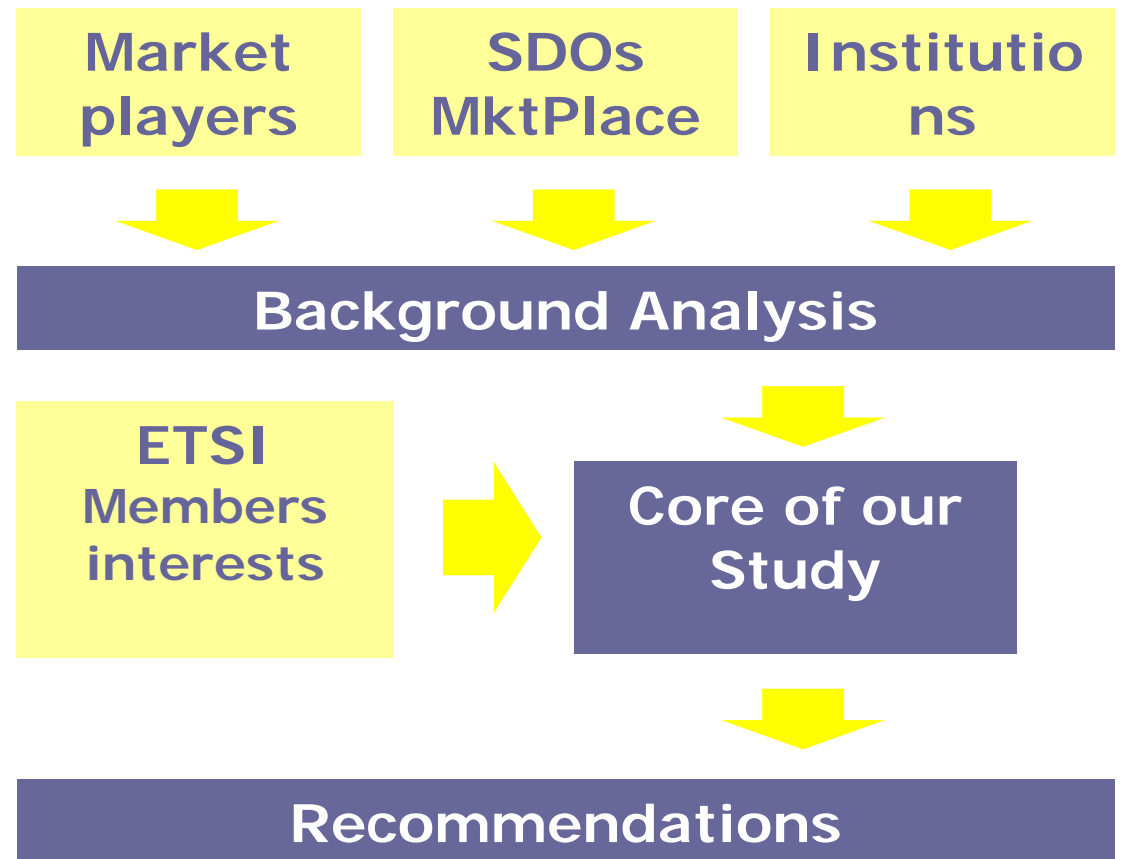 Market
players
SDOs
MktPlace
Institutio
ns
Background Analysis
ETSI
Members
interests
Core of our
Study
Recommendations